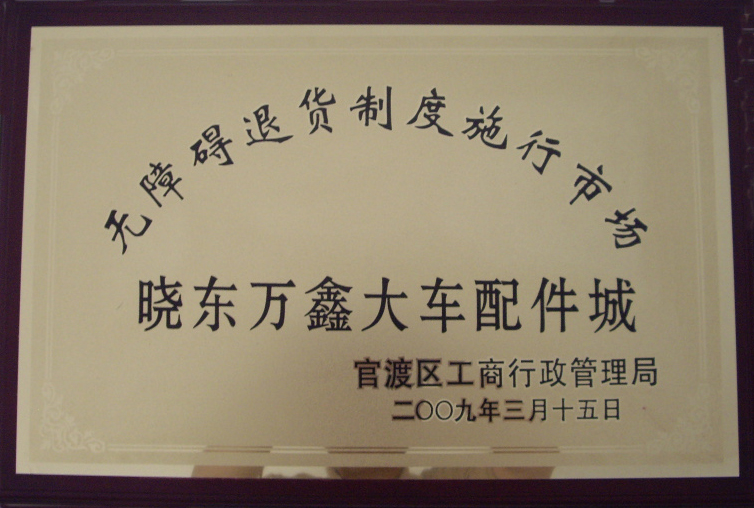 无障碍退货制度施行市场
晓东万鑫大车配件城
官渡区工商行政管理局
二〇〇九年三月十五日